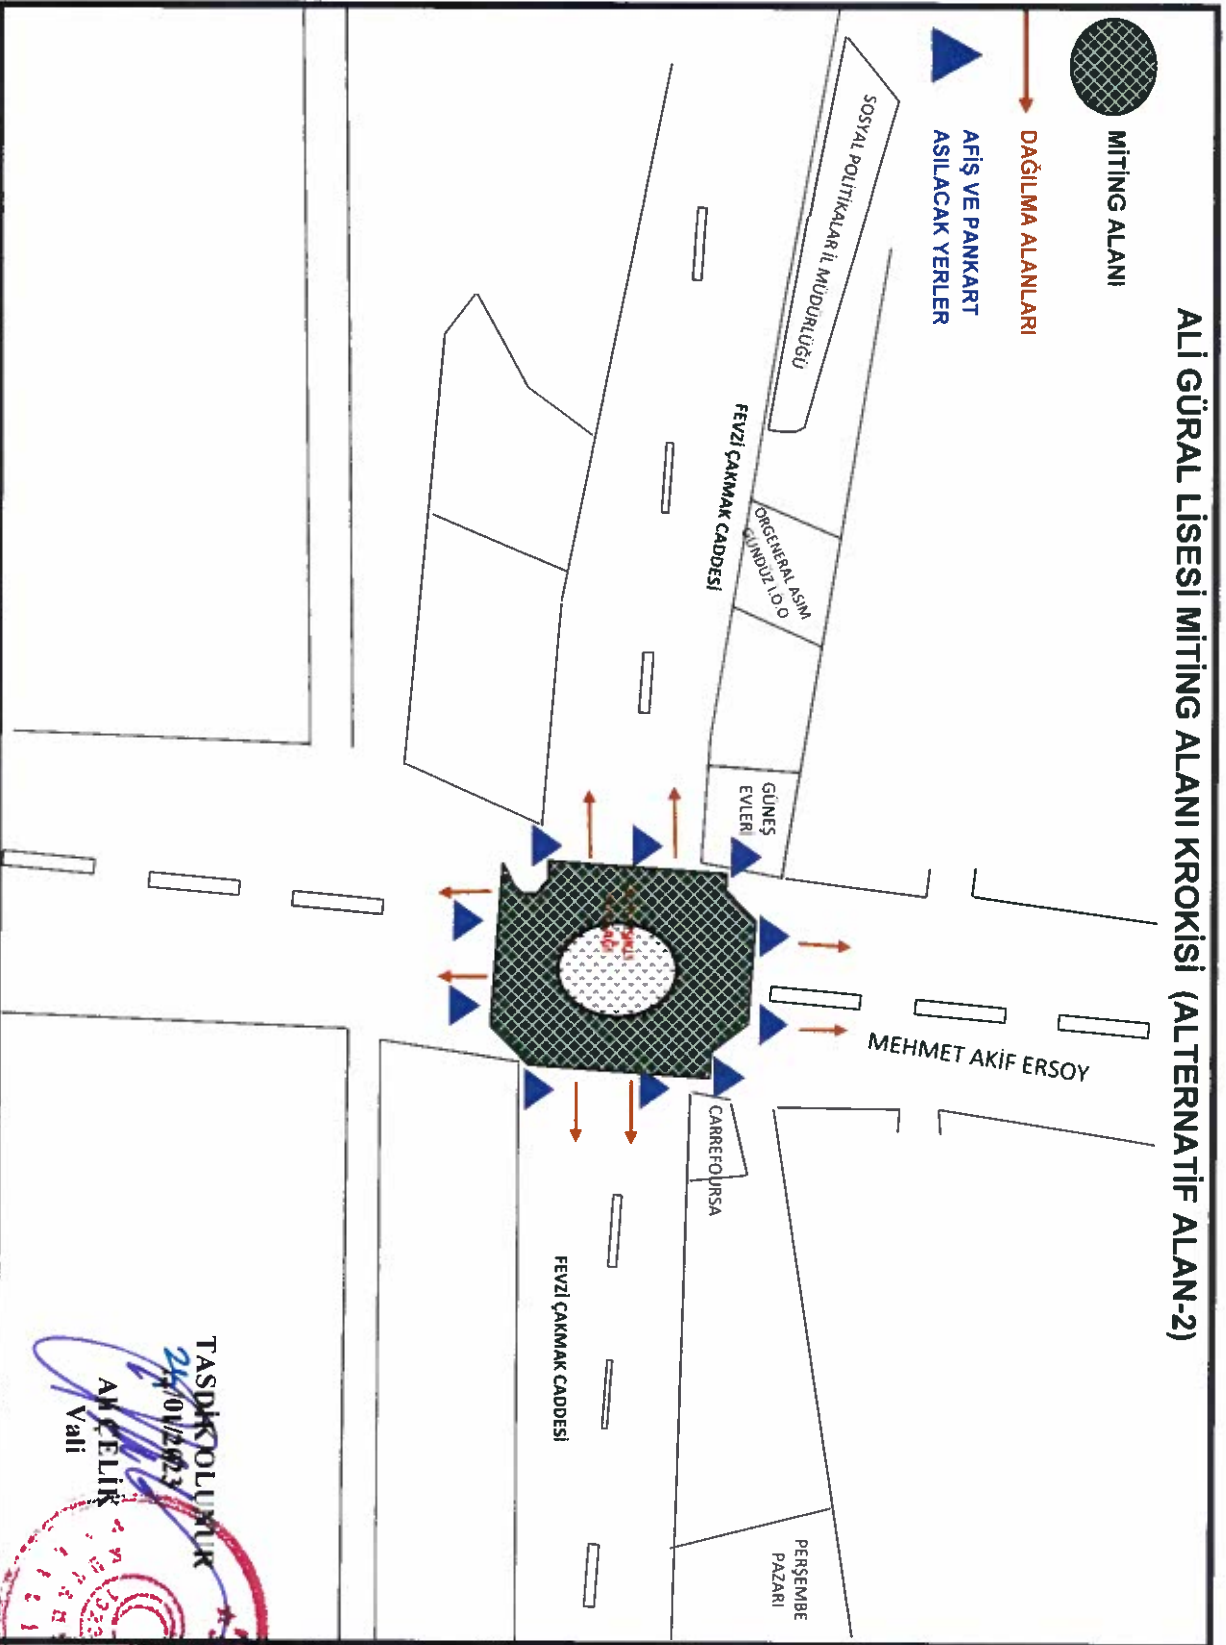 ALİ GÜRAL LİSESİ MİTİNG ALANI KROKİSİ (ALTERNATİF ALAN-2)
MİTİNG ALANI
DAĞILMA ALANLARI
AFİŞ VE PANKART
ASILACAK YERLER
SOSYAL POLİTİKALAR İL MÜDÜRLÜĞÜ
FEVZİ ÇAKMAK CADDESİ
ORGENERAL ASIM
GÜNDÜZ İ.O.O
GÜNEŞ
EVLERİ
MEHMET AKİF ERSOY
CARREFOURSA
FEVZİ ÇAKMAK CADDESİ
PERŞEMBE
PAZARI
TASDİK OLUNUR
24/01/2023
Ali ÇELİK
Vali